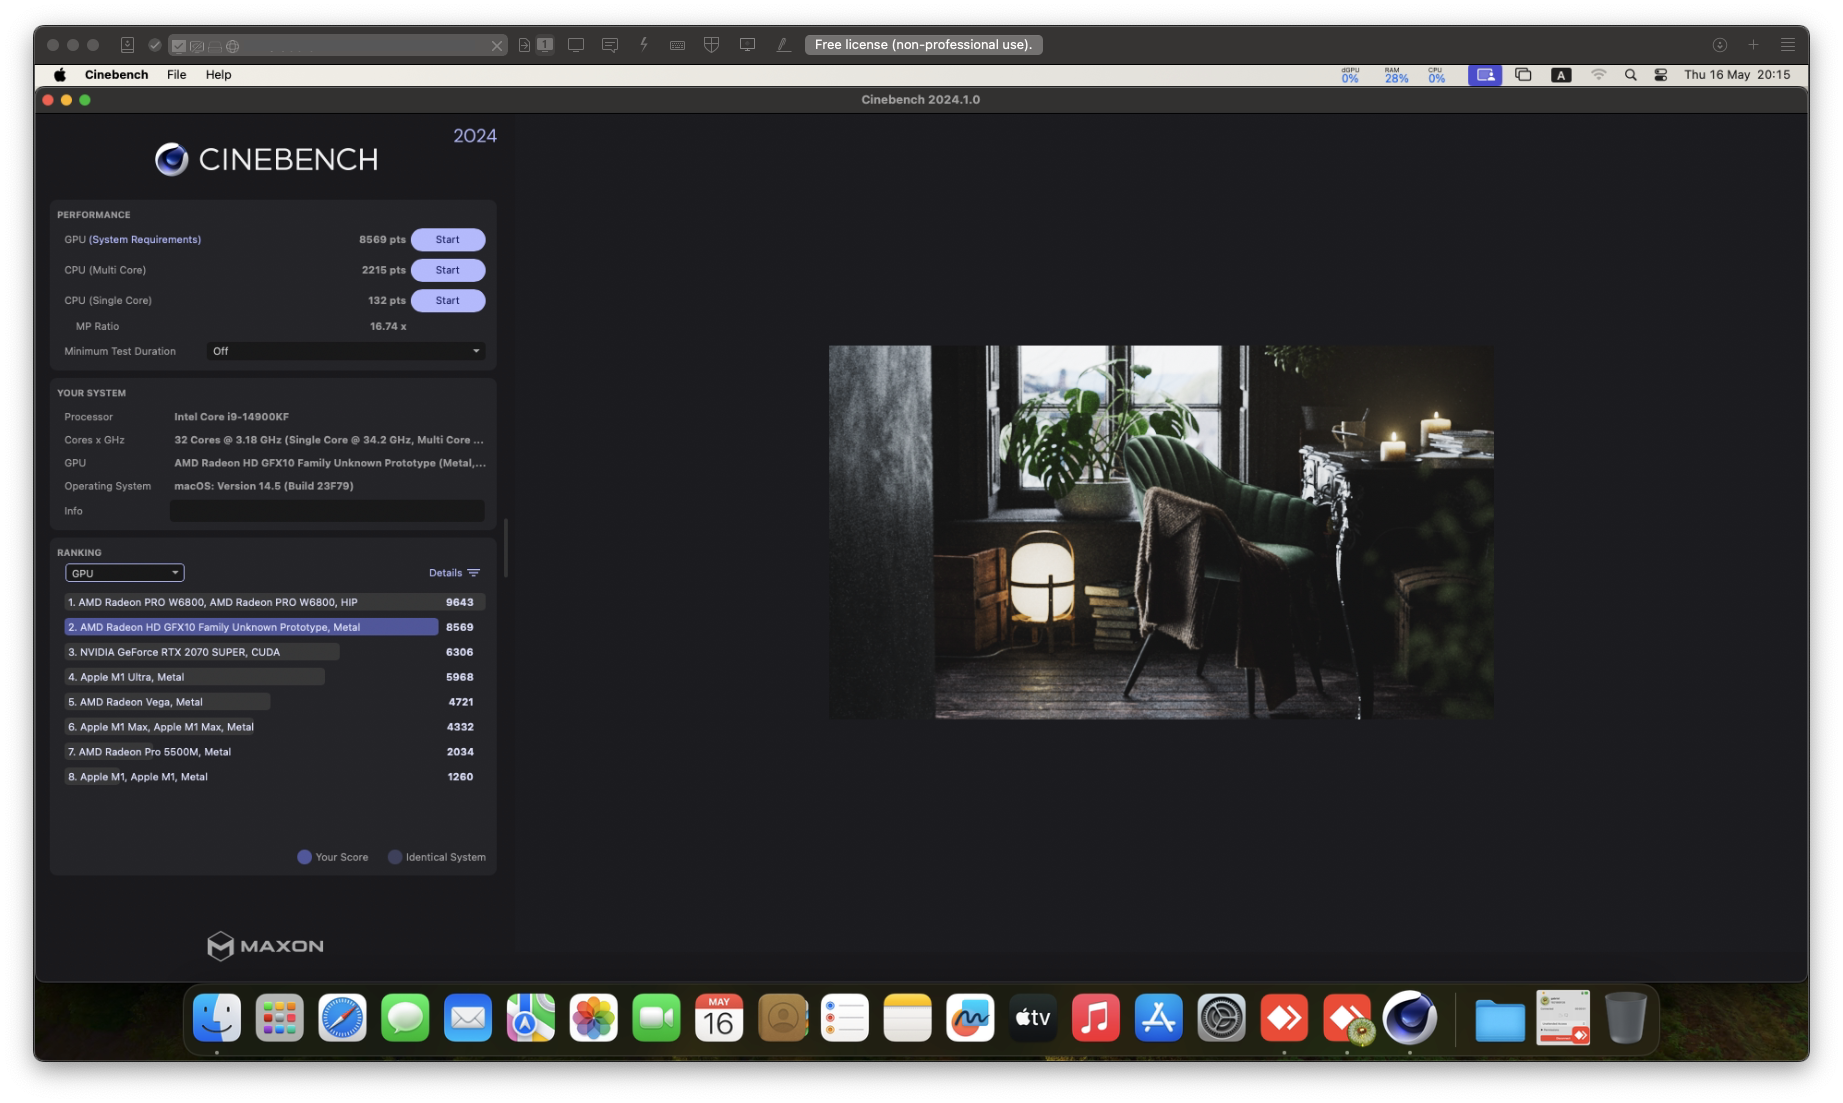 1
Free license (non-professional use).
Cinebench File Help
dGPU 0% RAM 28% CPU 0% A Thu 16 May 20:15
Cinebench 2024.1.0
2024
CINEBENCH
PERFORMANCE
GPU (System Requirements) 8569 pts Start
CPU (Multi Core) 2215 pts Start
CPU (Single Core) 132 pts Start
MP Ratio 16.74 x
Minimum Test Duration Off
YOUR SYSTEM
Processor Intel Core i9-14900KF
Cores x GHz 32 Cores @ 3.18 GHz (Single Core @ 34.2 GHz, Multi Core ...
GPU AMD Radeon HD GFX10 Family Unknown Prototype (Metal,...
Operating System macOS: Version 14.5 (Build 23F79)
Info
RANKING
GPU Details
1. AMD Radeon PRO W6800, AMD Radeon PRO W6800, HIP 9643
2. AMD Radeon HD GFX10 Family Unknown Prototype, Metal 8569
3. NVIDIA GeForce RTX 2070 SUPER, CUDA 6306
4. Apple M1 Ultra, Metal 5968
5. AMD Radeon Vega, Metal 4721
6. Apple M1 Max, Apple M1 Max, Metal 4332
7. AMD Radeon Pro 5500M, Metal 2034
8. Apple M1, Apple M1, Metal 1260
Your Score Identical System
MAXON
MAY
16
tv